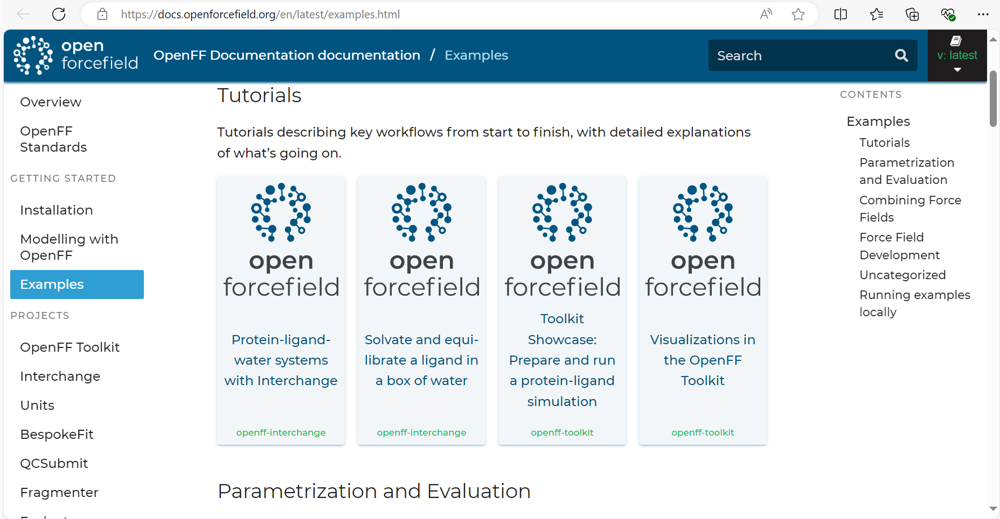 https://docs.openforcefield.org/en/latest/examples.html
open
forcefield
OpenFF Documentation documentation / Examples
Search
v: latest
Overview
OpenFF
Standards
GETTING STARTED
Installation
Modelling with
OpenFF
Examples
PROJECTS
OpenFF Toolkit
Interchange
Units
BespokeFit
QCSubmit
Fragmenter
Tutorials
Tutorials describing key workflows from start to finish, with detailed explanations
of what’s going on.
open
forcefield
Protein-ligand-
water systems
with Interchange
openff-interchange
open
forcefield
Solvate and equi-
librate a ligand in
a box of water
openff-interchange
open
forcefield
Toolkit
Showcase:
Prepare and run
a protein-ligand
simulation
openff-toolkit
open
forcefield
Visualizations in
the OpenFF
Toolkit
openff-toolkit
Parametrization and Evaluation
CONTENTS
Examples
Tutorials
Parametrization
and Evaluation
Combining Force
Fields
Force Field
Development
Uncategorized
Running examples
locally